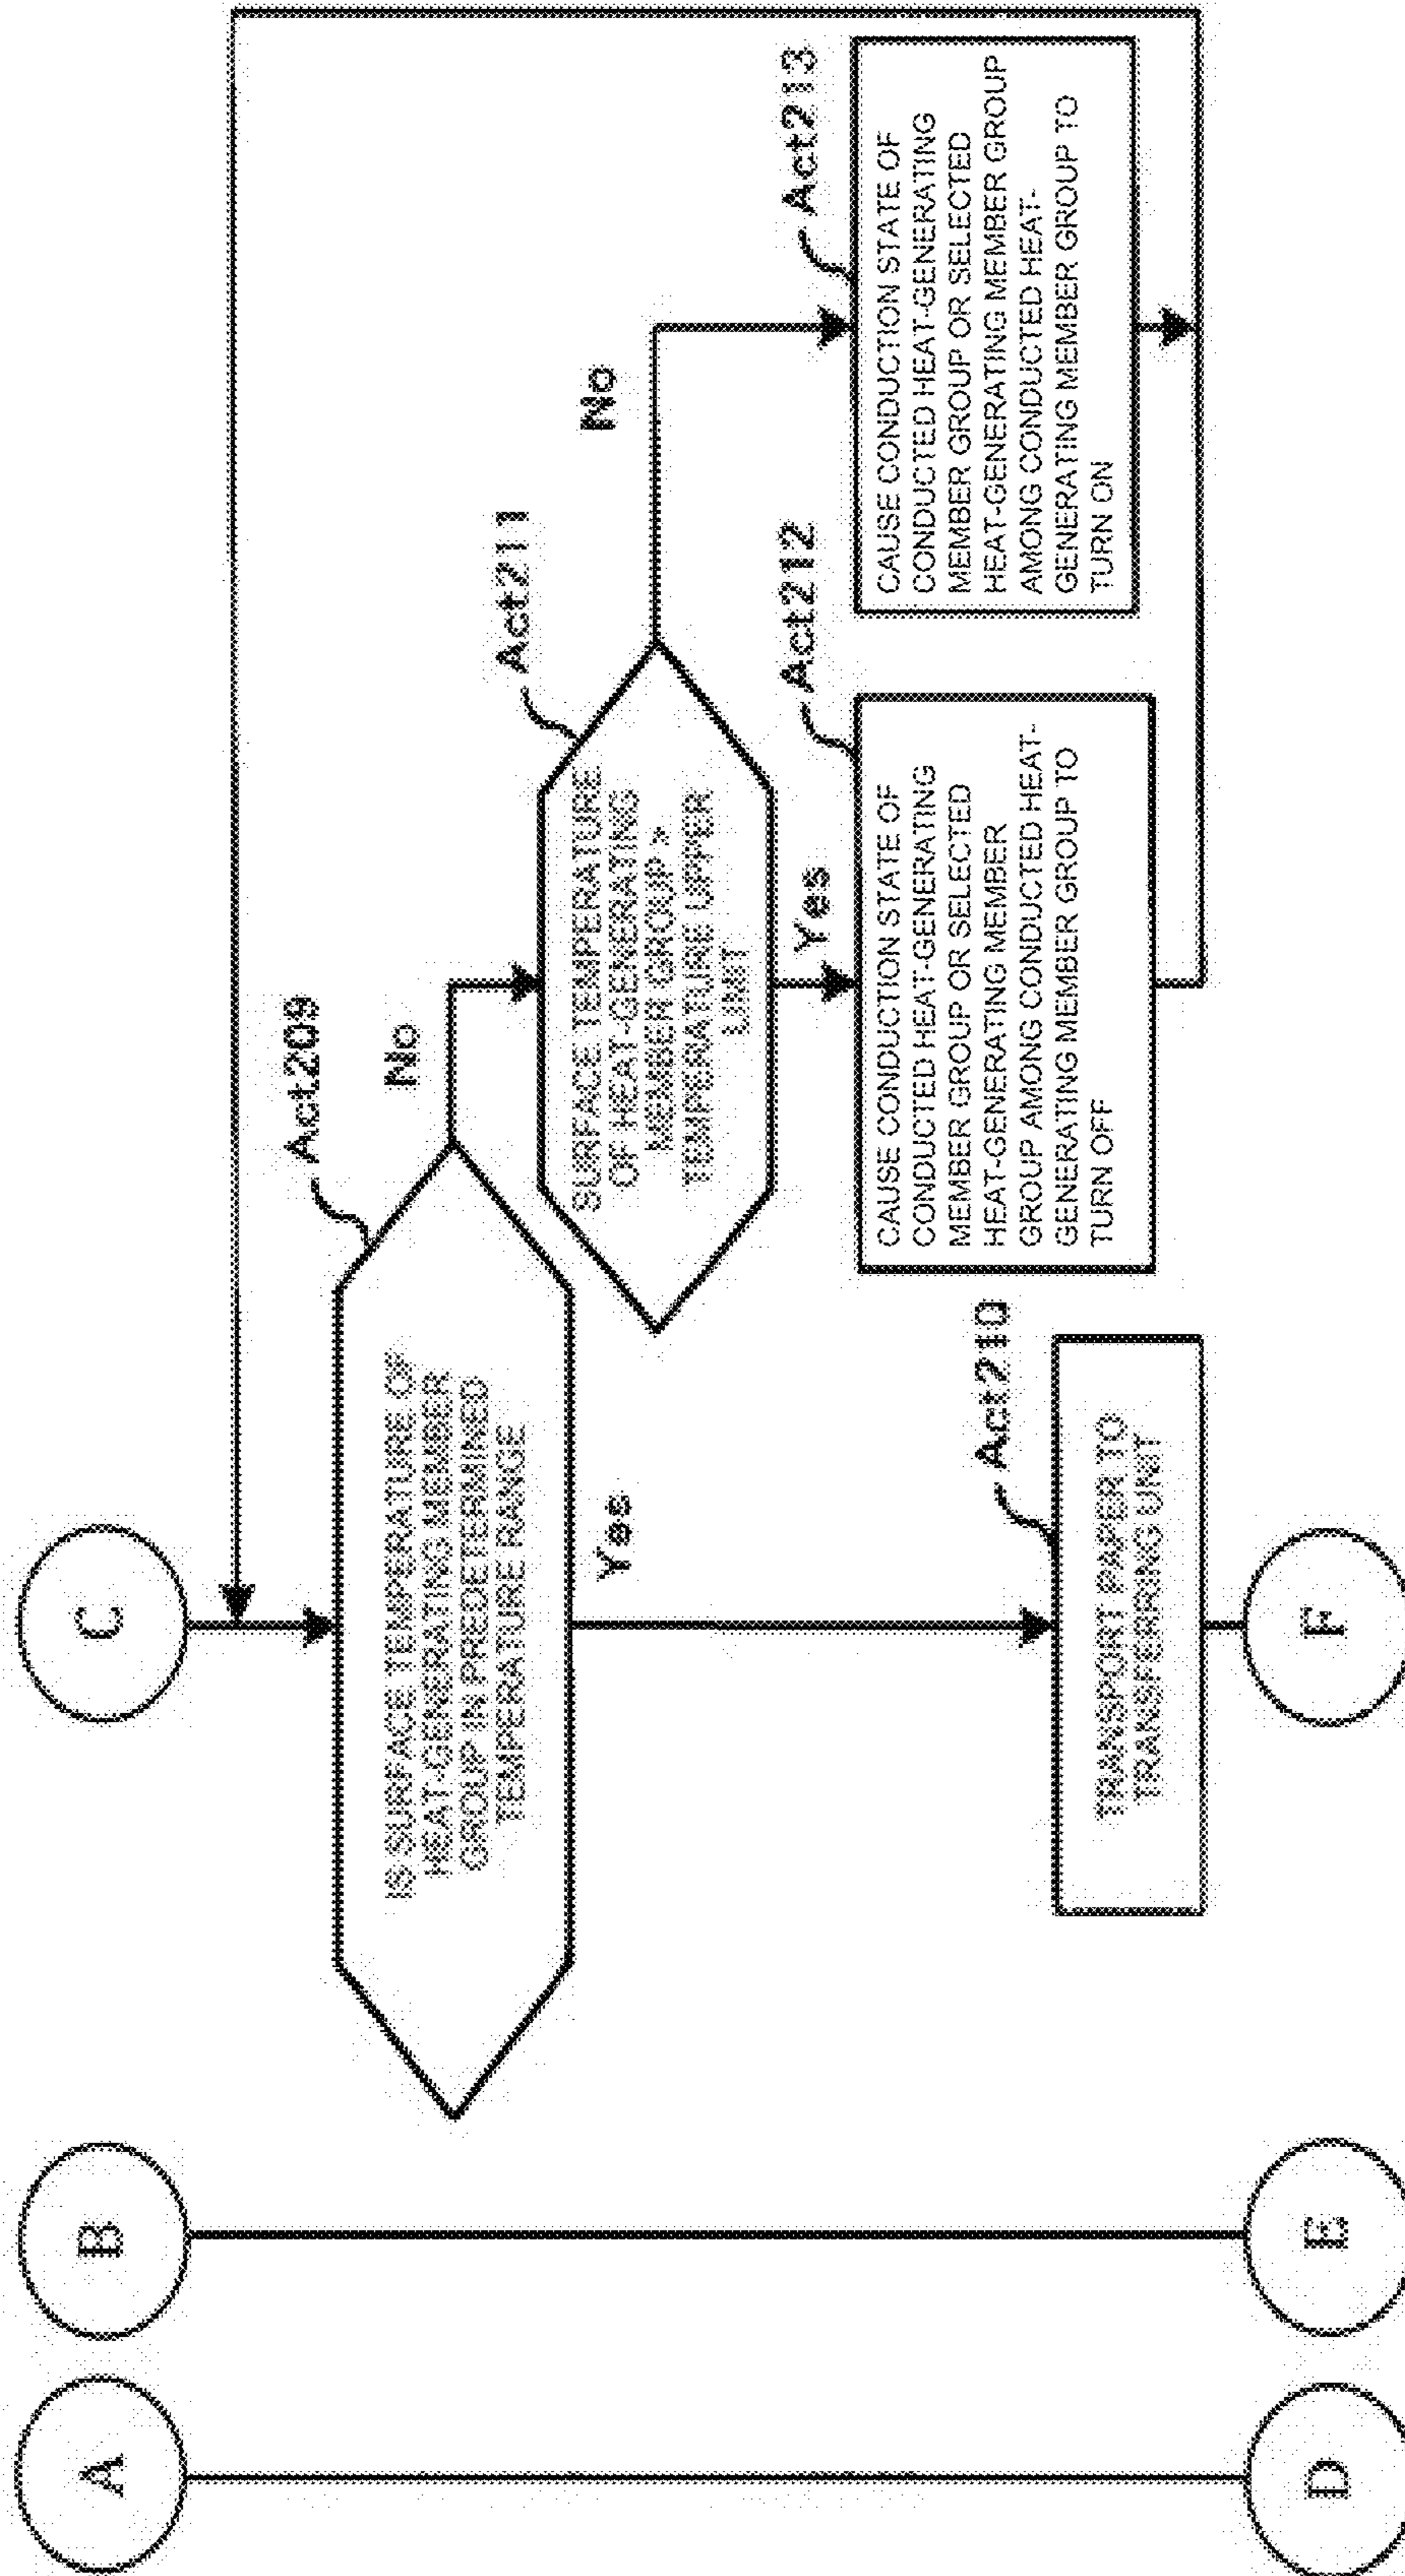 A
B
C
Act209
IS SURFACE TEMPERATURE OF
HEAT-GENERATING MEMBER
GROUP IN PREDETERMINED
TEMPERATURE RANGE
No
Yes
Act211
SURFACE TEMPERATURE
OF HEAT-GENERATING
MEMBER GROUP >
TEMPERATURE UPPER
LIMIT
No
Yes
Act212
CAUSE CONDUCTION STATE OF
CONDUCTED HEAT-GENERATING
MEMBER GROUP OR SELECTED
HEAT-GENERATING MEMBER
GROUP AMONG CONDUCTED HEAT-
GENERATING MEMBER GROUP TO
TURN OFF
Act213
CAUSE CONDUCTION STATE OF
CONDUCTED HEAT-GENERATING
MEMBER GROUP OR SELECTED
HEAT-GENERATING MEMBER GROUP
AMONG CONDUCTED HEAT-
GENERATING MEMBER GROUP TO
TURN ON
Act210
TRANSPORT PAPER TO
TRANSFERRING UNIT
D
E
F